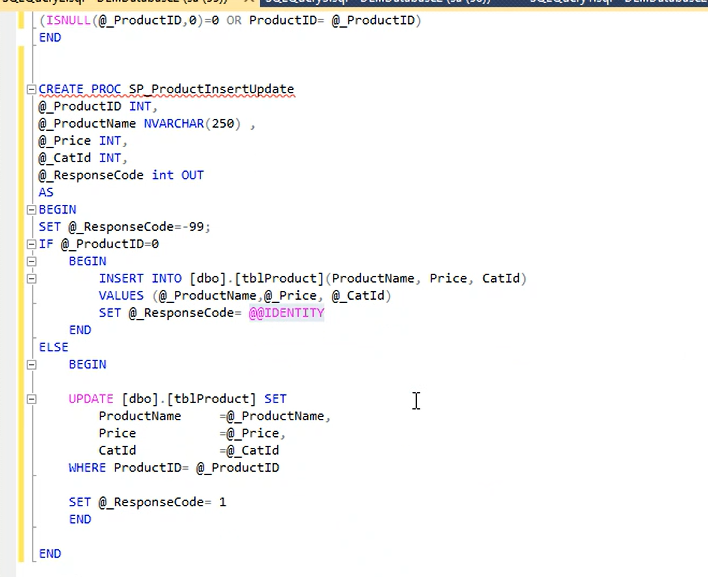 (ISNULL(@_ProductID,0)=0 OR ProductID= @_ProductID)
END
CREATE PROC SP_ProductInsertUpdate
@_ProductID INT,
@_ProductName NVARCHAR(250) ,
@_Price INT,
@_CatId INT,
@_ResponseCode int OUT
AS
BEGIN
SET @_ResponseCode=-99;
IF @_ProductID=0
BEGIN
INSERT INTO [dbo].[tblProduct](ProductName, Price, CatId)
VALUES (@_ProductName,@_Price, @_CatId)
SET @_ResponseCode= @@IDENTITY
END
ELSE
BEGIN
UPDATE [dbo].[tblProduct] SET
ProductName =@_ProductName,
Price =@_Price,
CatId =@_CatId
WHERE ProductID= @_ProductID
SET @_ResponseCode= 1
END
END